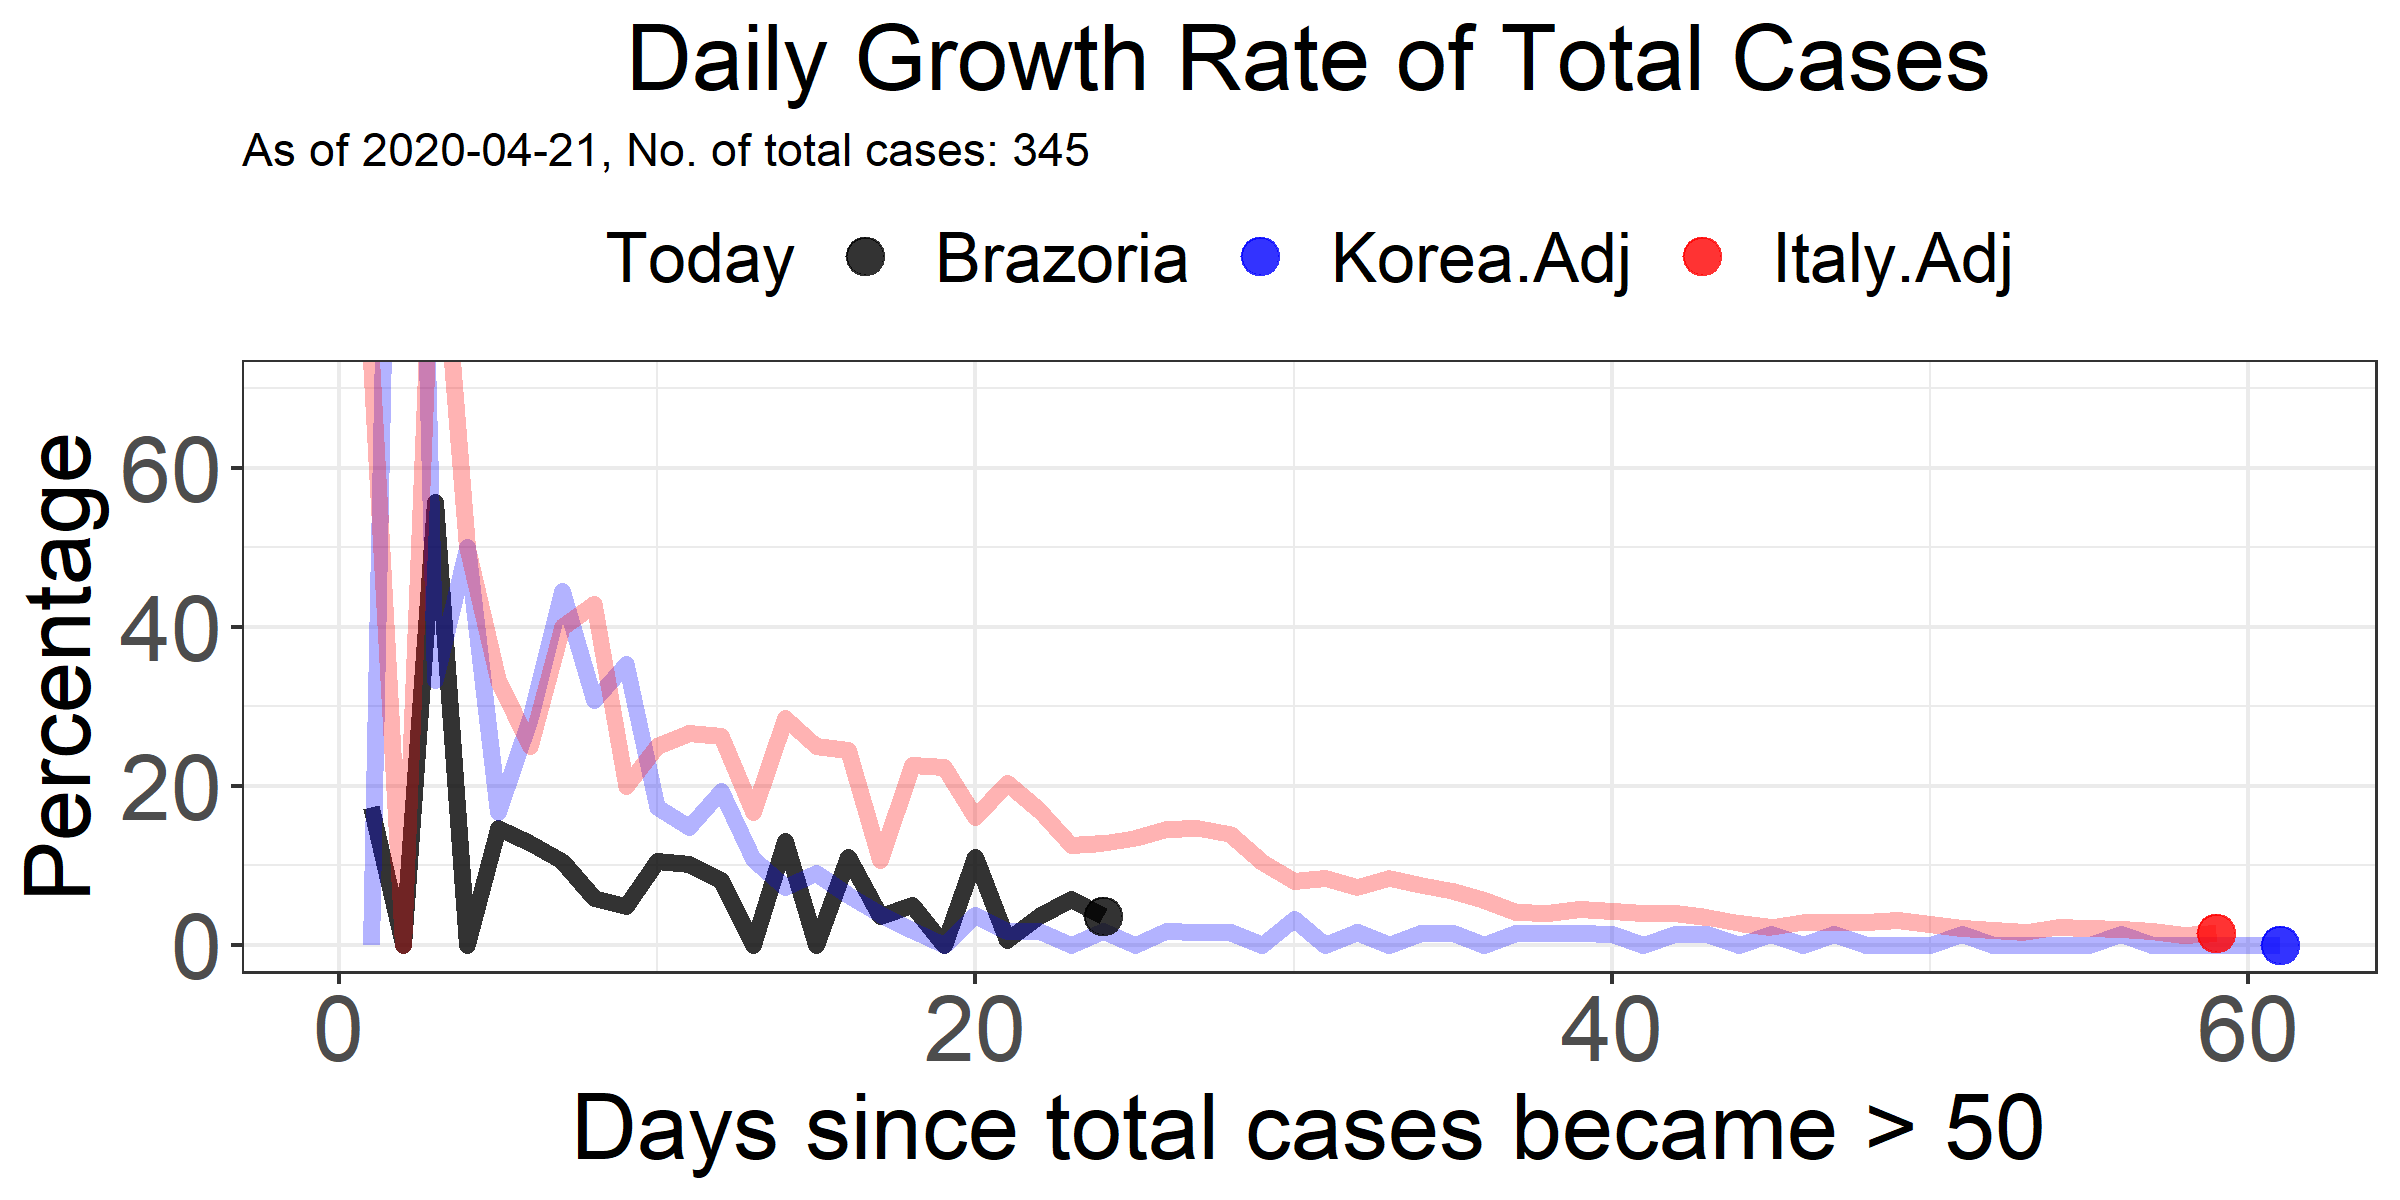 Daily Growth Rate of Total Cases
As of 2020-04-21, No. of total cases: 345
Today Brazoria Korea.Adj Italy.Adj
Percentage
60
40
20
0
0 20 40 60
Days since total cases became > 50